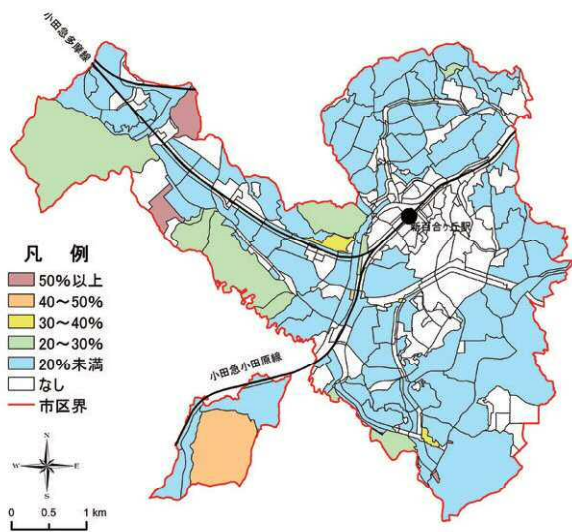 小田急多摩線
新百合ヶ丘駅
凡 例
50%以上
40～50%
30～40%
20～30%
20%未満
なし
市区界
小田急小田原線
N
W E
S
0 0.5 1 km